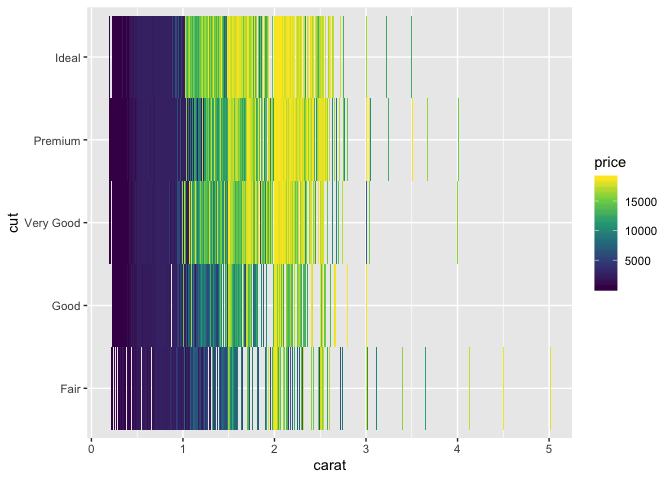 Ideal
Premium
Very Good
Good
Fair
cut
0 1 2 3 4 5
carat
price
15000
10000
5000